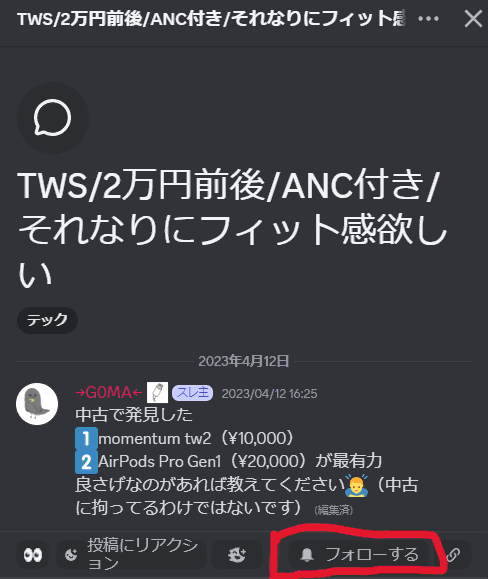 TWS/2万円前後/ANC付き/それなりにフィット感
TWS/2万円前後/ANC付き/
それなりにフィット感欲し
い
テック
2023年4月12日
→G0MA← スレ主 2023/04/12 16:25
中古で発見した
1momentum tw2（¥10,000）
2AirPods Pro Gen1（¥20,000）が最有力
良さげなのがあれば教えてください🙇‍♂️（中古
に拘ってるわけではないです）（編集済）
投稿にリアクシ
ョン
フォローする